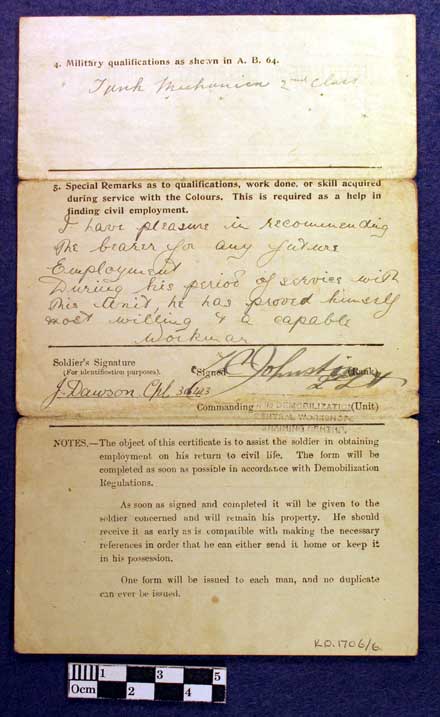 4. Military qualifications as shewn in A. B. 64.
Tank Mechanic 2nd Class
5. Special Remarks as to qualifications, work done, or skill acquired
during service with the Colours. This is required as a help in
finding civil employment.
I have pleasure in recommending
the bearer for any future
Employment
During his period of service with
this Unit, he has proved himself
most willing & a capable
Workman
Soldier's Signature
(For identification purposes).
Signed Johnston (Rank)
J. Dawson. Cpl.
Commanding DEMOBILIZATION (Unit)
CENTRAL WORKSHOPS
TRAINING CENTRE.
NOTES.—The object of this certificate is to assist the soldier in obtaining
employment on his return to civil life. The form will be
completed as soon as possible in accordance with Demobilization
Regulations.
As soon as signed and completed it will be given to the
soldier concerned and will remain his property. He should
receive it as early as is compatible with making the necessary
references in order that he can either send it home or keep it
in his possession.
One form will be issued to each man, and no duplicate
can ever be issued.
KD.1706/6
1 3 5
0cm 2 4